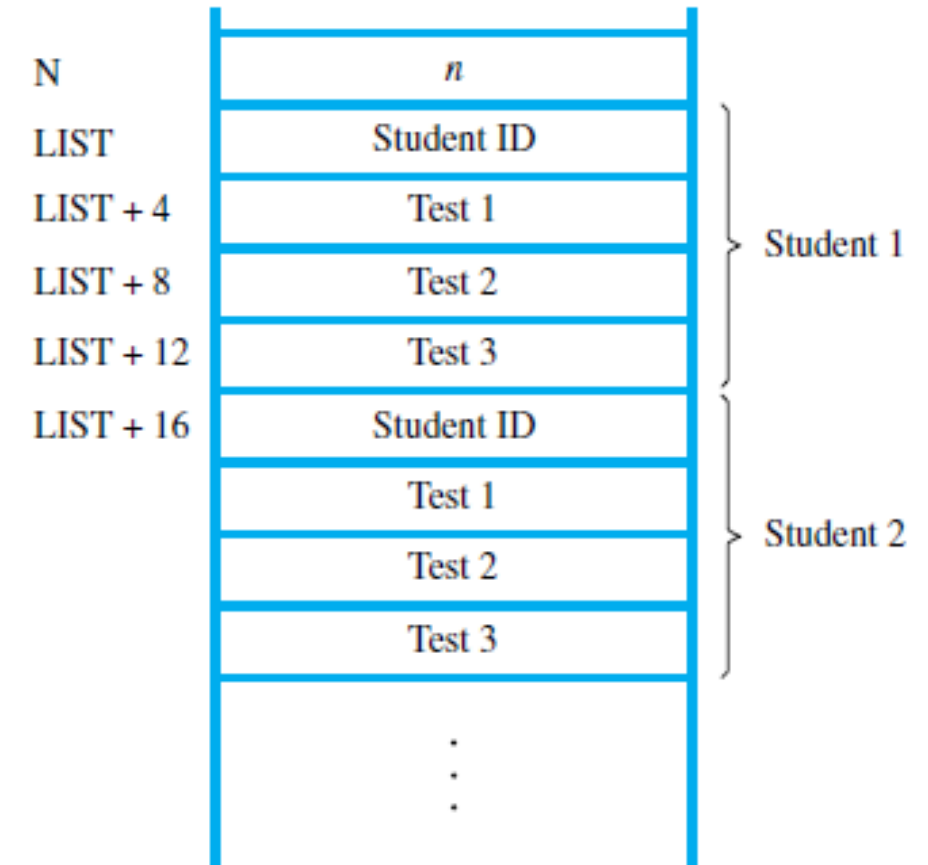 N n
LIST Student ID
LIST + 4 Test 1
LIST + 8 Test 2
Student 1
LIST + 12 Test 3
LIST + 16 Student ID
Test 1
Student 2
Test 2
Test 3